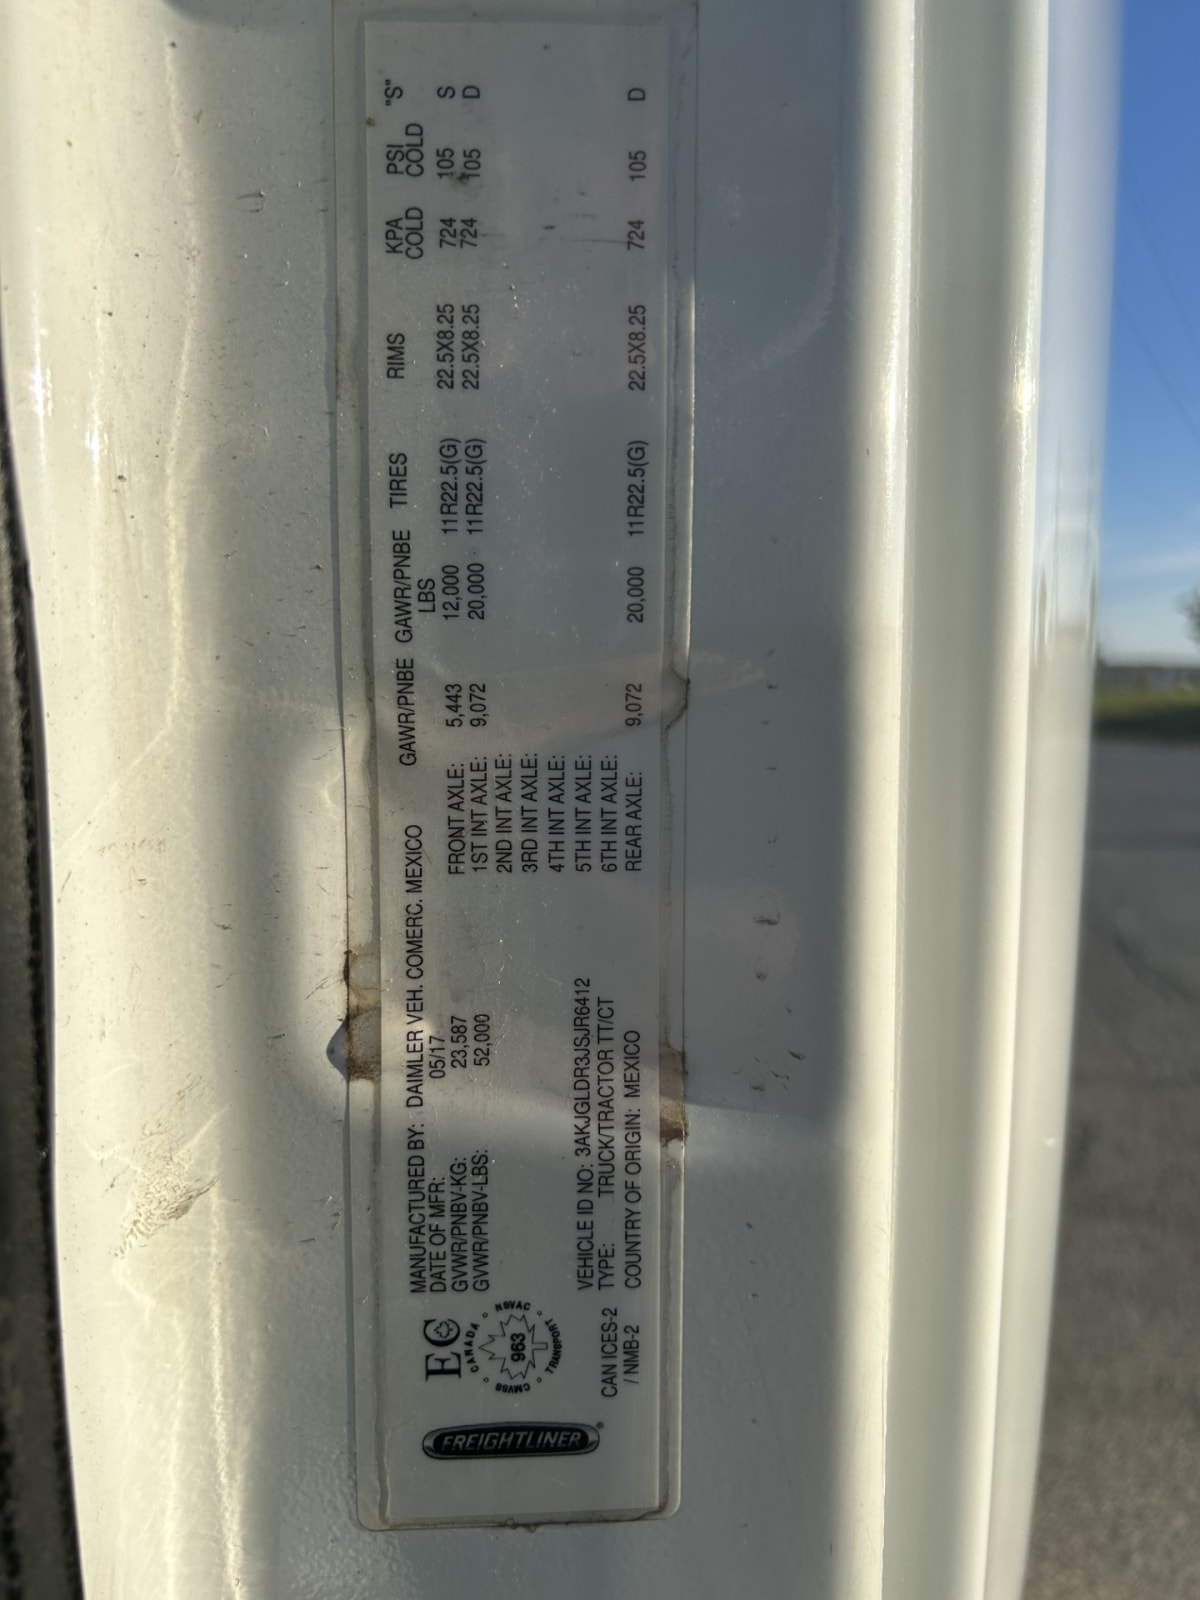 FREIGHTLINER®
EC
CANADA
NSVAC
963
TRANSPORT
CMVSS
CAN ICES-2
/ NMB-2
MANUFACTURED BY: DAIMLER VEH. COMERC. MEXICO
DATE OF MFR: 05/17
GVWR/PNBV-KG: 23,587
GVWR/PNBV-LBS: 52,000
VEHICLE ID NO: 3AKJGLDR3JSJR6412
TYPE: TRUCK/TRACTOR TT/CT
COUNTRY OF ORIGIN: MEXICO
GAWR/PNBE GAWR/PNBE TIRES RIMS KPA PSI "S"
LBS COLD COLD
FRONT AXLE: 5,443 12,000 11R22.5(G) 22.5X8.25 724 105 S
1ST INT AXLE: 9,072 20,000 11R22.5(G) 22.5X8.25 724 105 D
2ND INT AXLE:
3RD INT AXLE:
4TH INT AXLE:
5TH INT AXLE:
6TH INT AXLE:
REAR AXLE: 9,072 20,000 11R22.5(G) 22.5X8.25 724 105 D